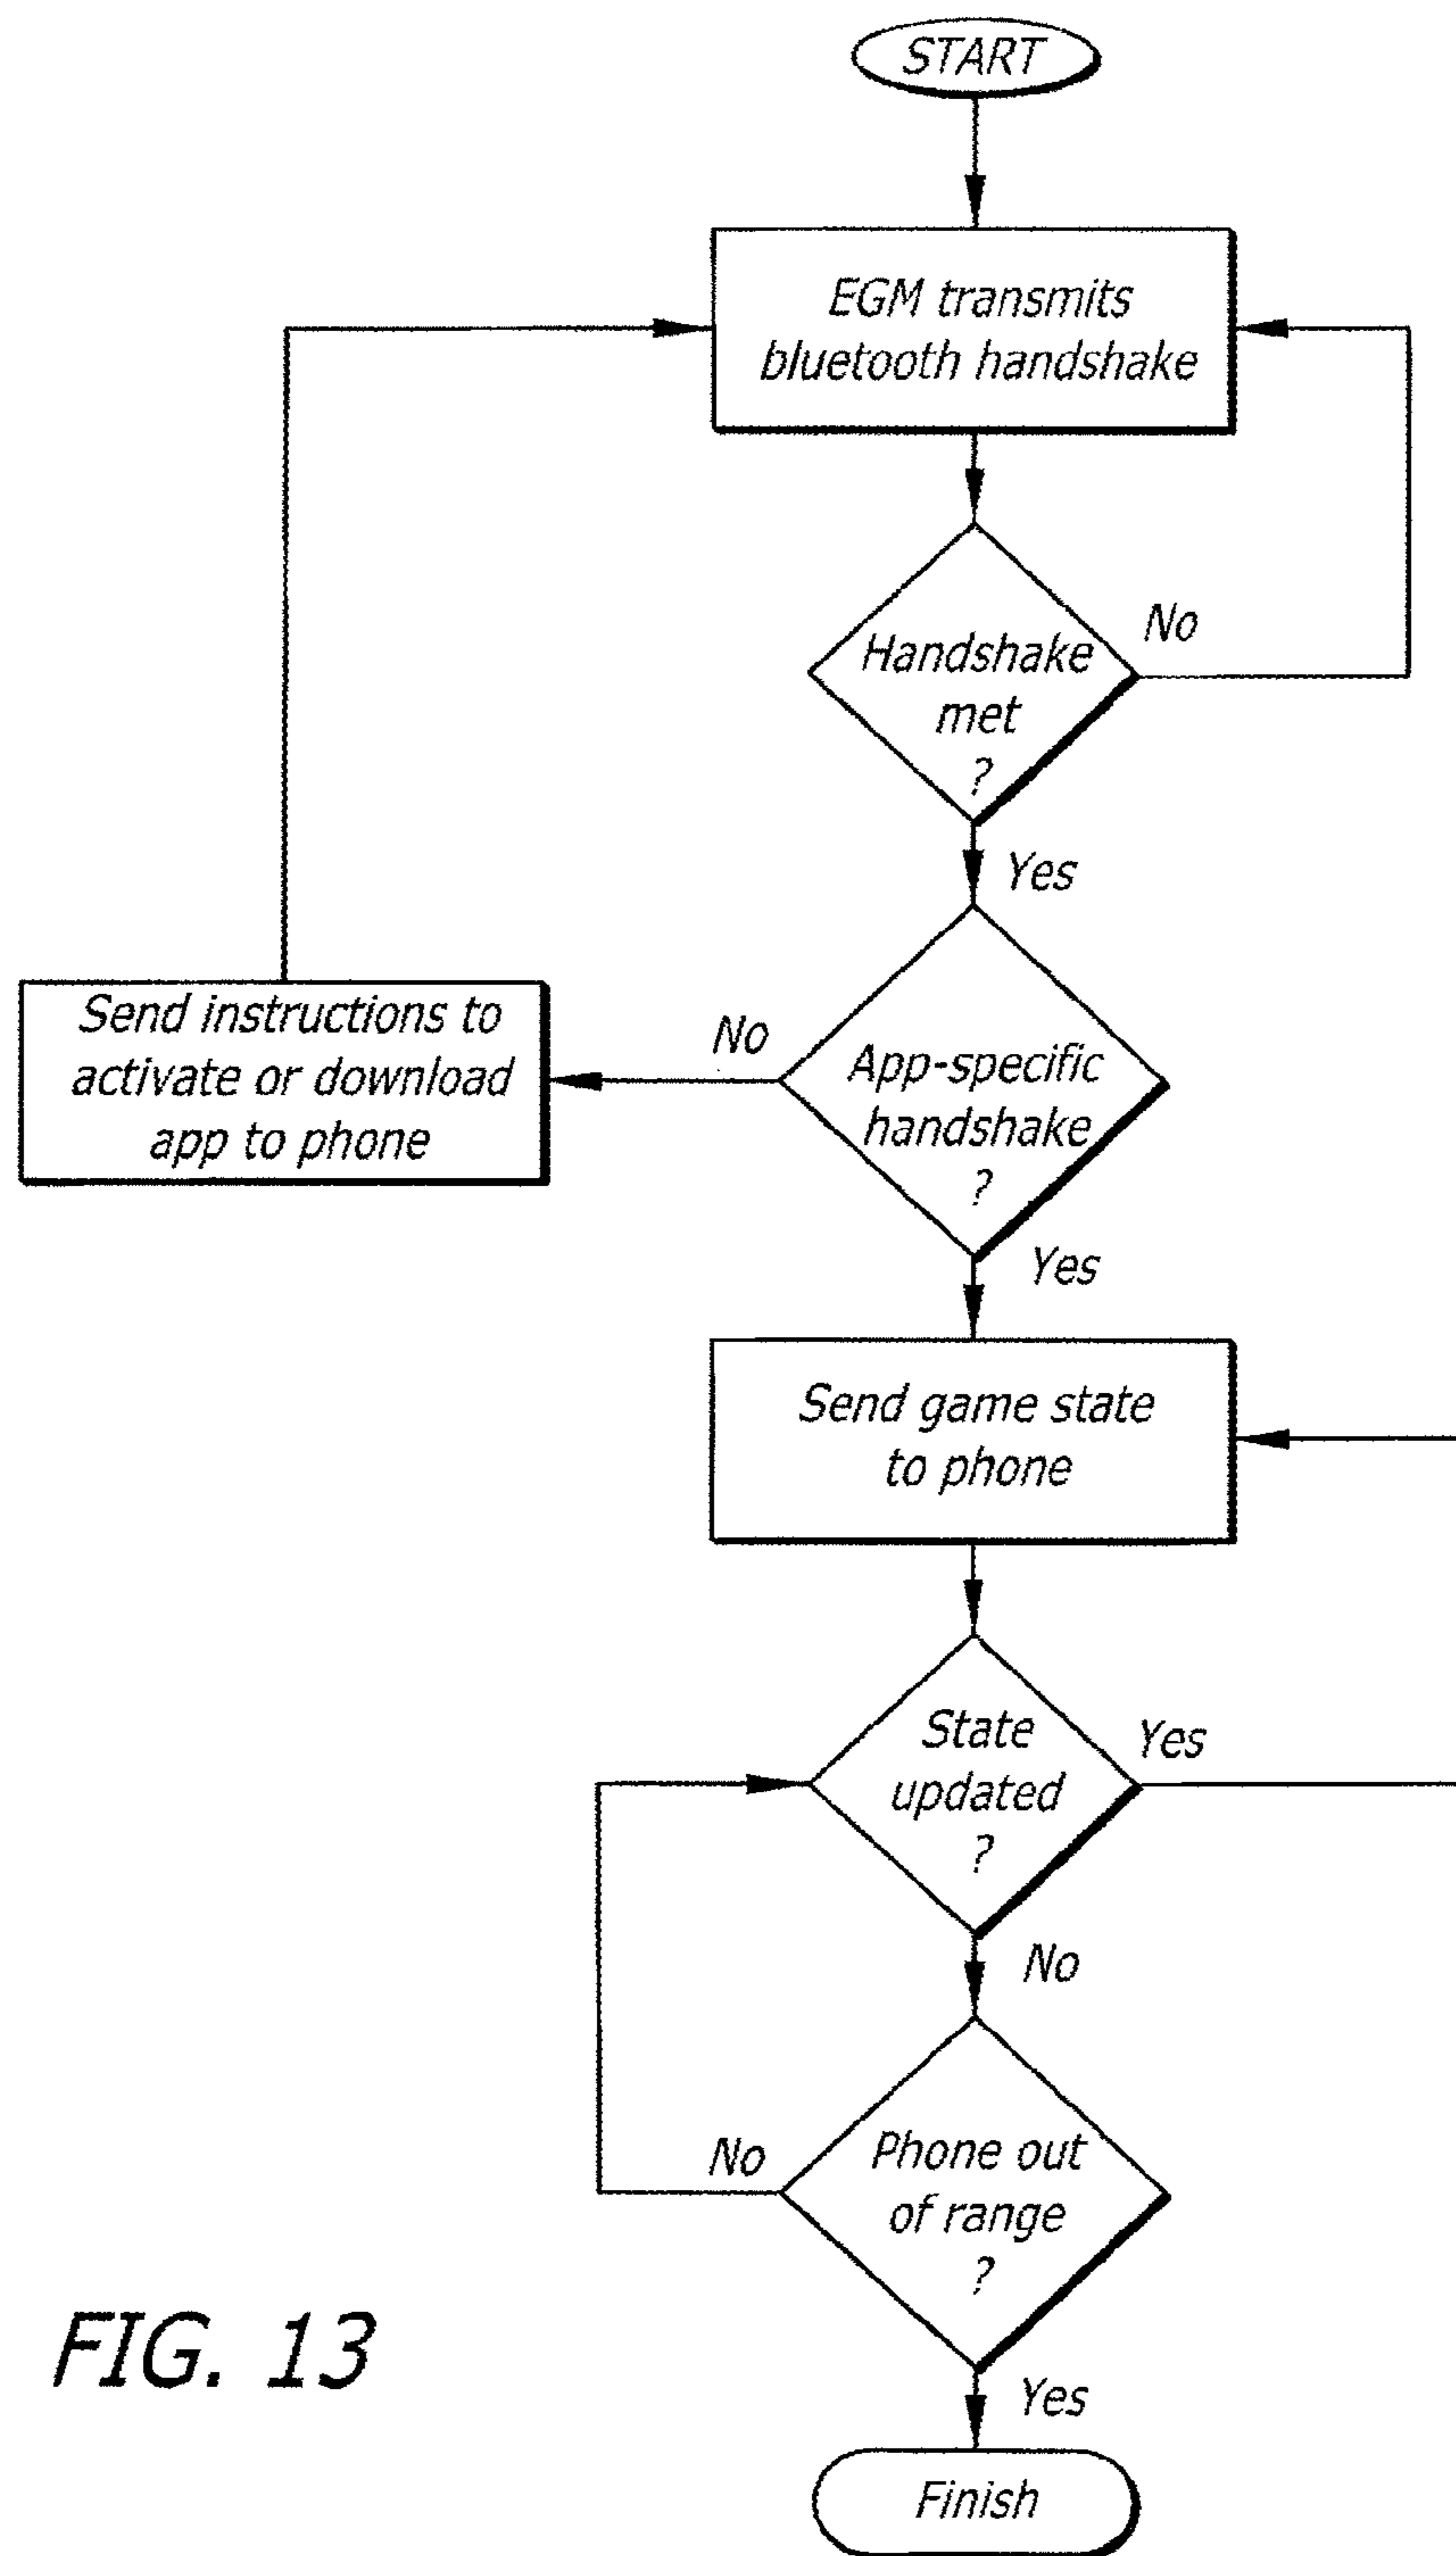 START
EGM transmits
bluetooth handshake
Handshake
met
?
No
Yes
App-specific
handshake
?
No
Send instructions to
activate or download
app to phone
Yes
Send game state
to phone
State
updated
?
Yes
No
Phone out
of range
?
No
Yes
Finish
FIG. 13